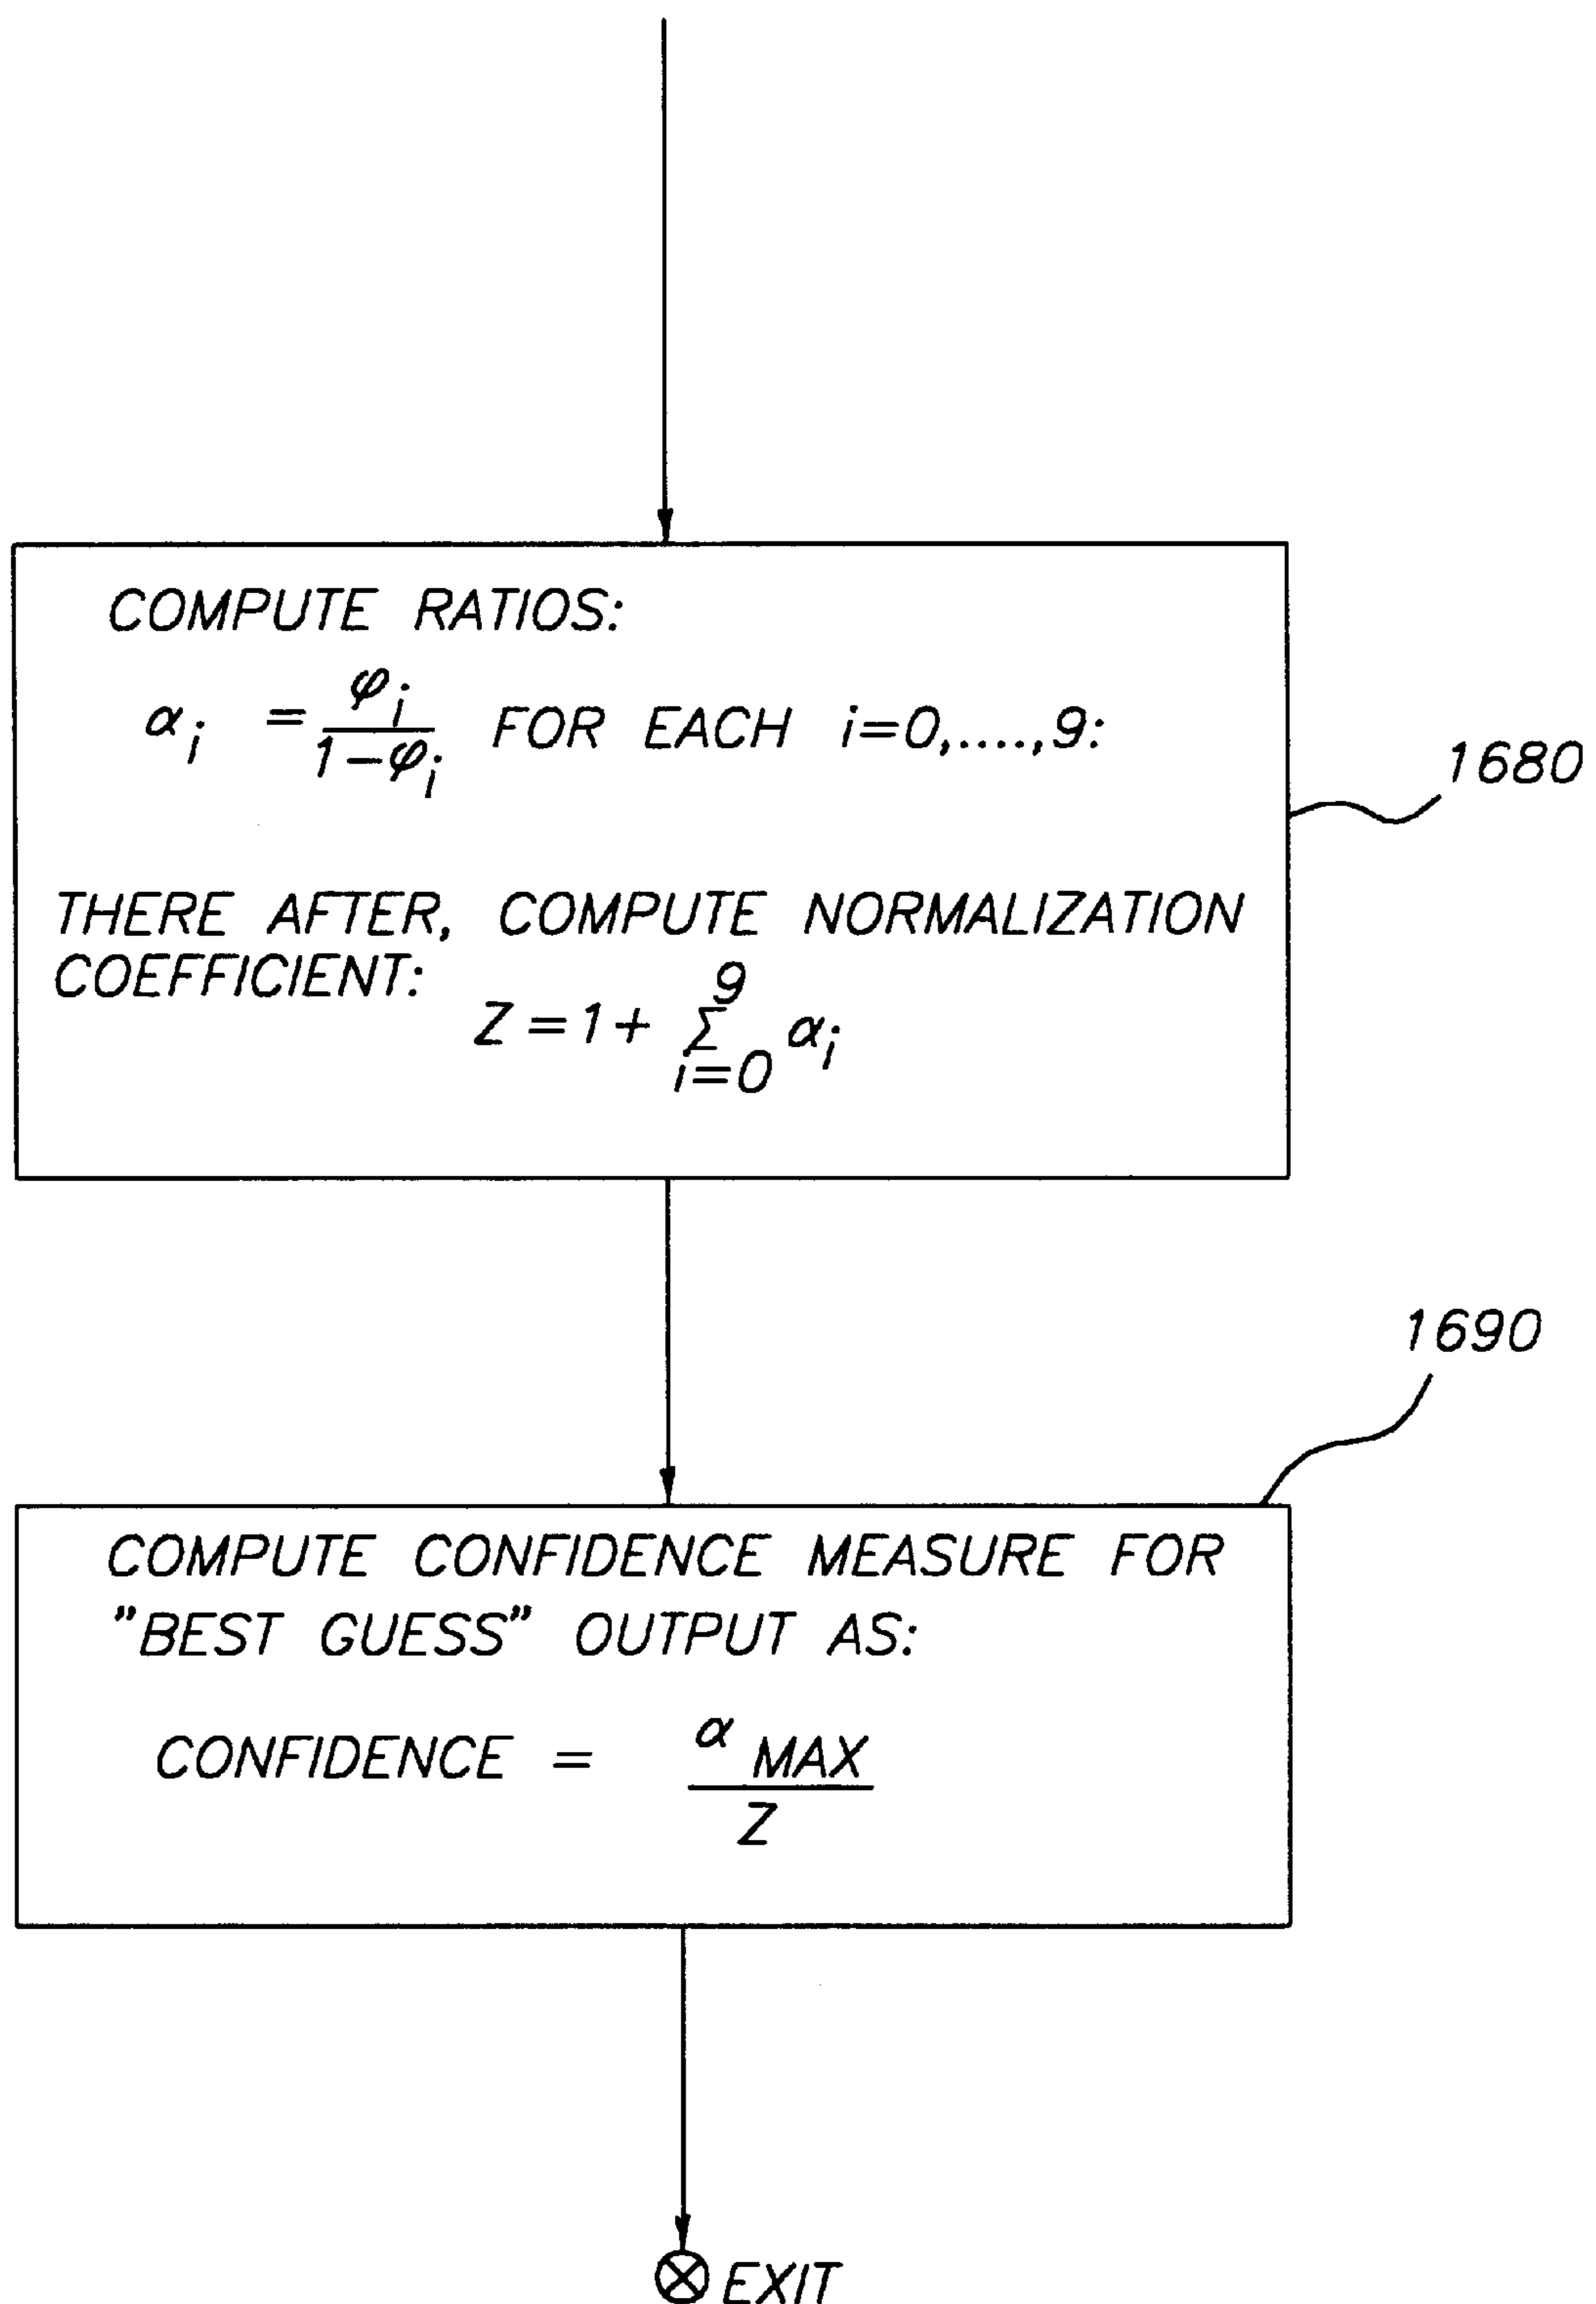 COMPUTE RATIOS:
α_i = φ_i / (1−φ_i) FOR EACH i=0,....,9:
1680
THERE AFTER, COMPUTE NORMALIZATION
COEFFICIENT:
Z = 1 + Σ_{i=0}^{9} α_i
1690
COMPUTE CONFIDENCE MEASURE FOR
"BEST GUESS" OUTPUT AS:
CONFIDENCE = α_MAX / Z
EXIT